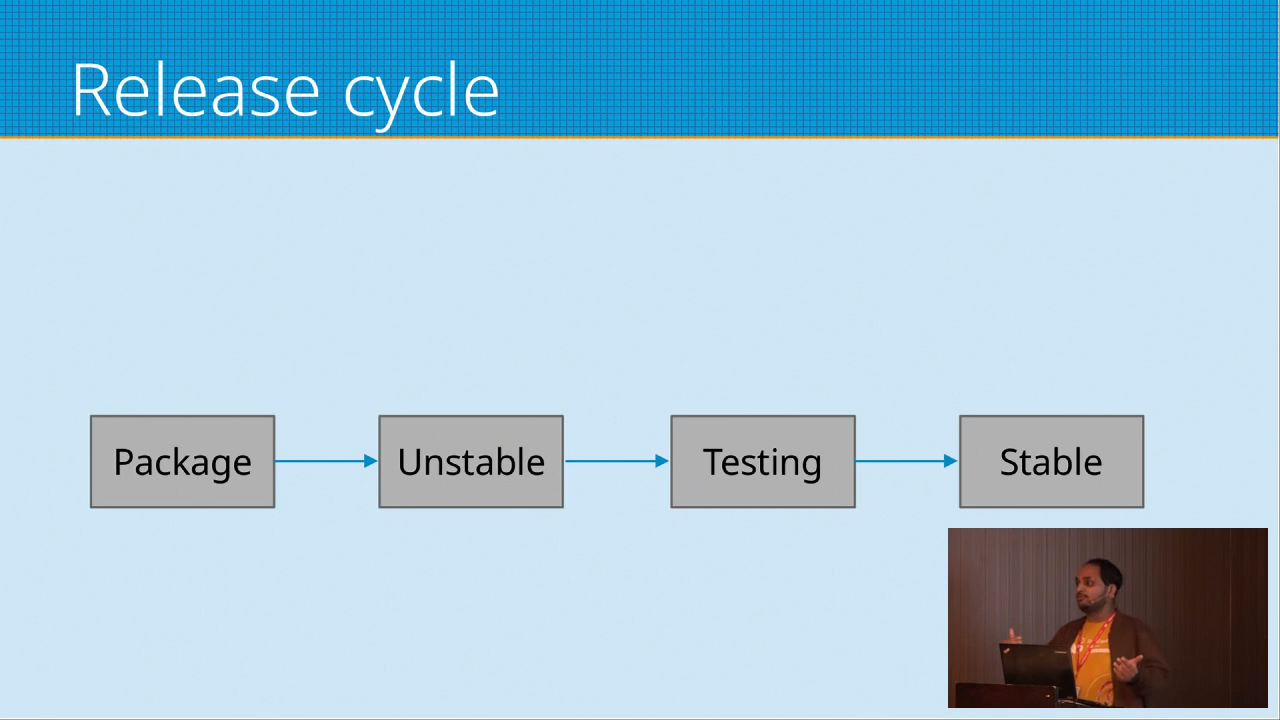 Release cycle
Package
Unstable
Testing
Stable